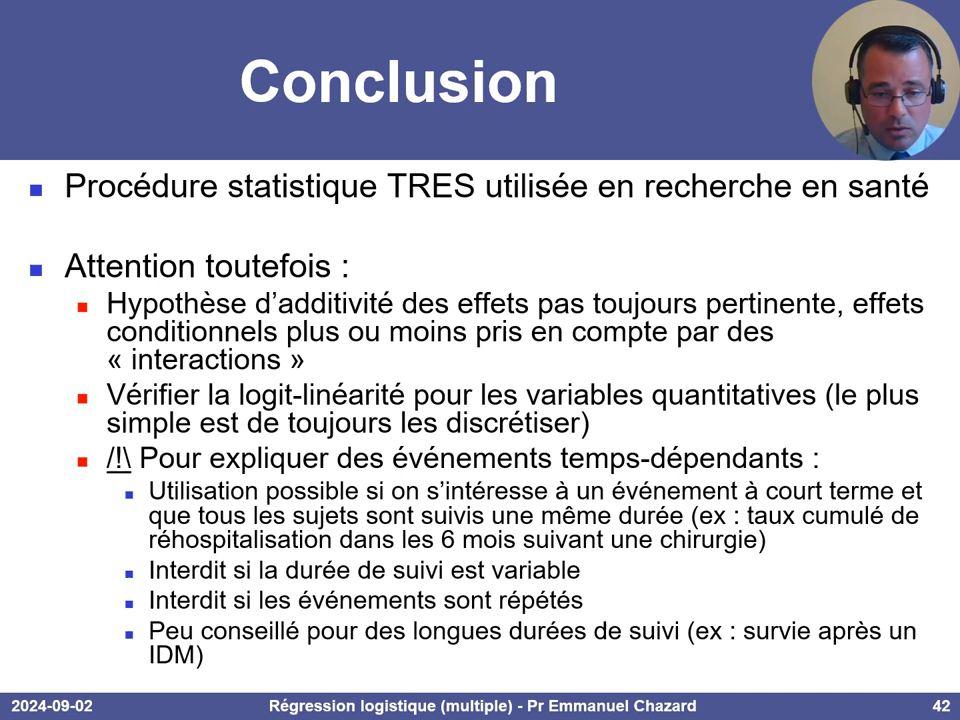 Conclusion
Procédure statistique TRES utilisée en recherche en santé
Attention toutefois :
Hypothèse d’additivité des effets pas toujours pertinente, effets
conditionnels plus ou moins pris en compte par des
« interactions »
Vérifier la logit-linéarité pour les variables quantitatives (le plus
simple est de toujours les discrétiser)
/!\ Pour expliquer des événements temps-dépendants :
Utilisation possible si on s’intéresse à un événement à court terme et
que tous les sujets sont suivis une même durée (ex : taux cumulé de
réhospitalisation dans les 6 mois suivant une chirurgie)
Interdit si la durée de suivi est variable
Interdit si les événements sont répétés
Peu conseillé pour des longues durées de suivi (ex : survie après un
IDM)
2024-09-02
Régression logistique (multiple) - Pr Emmanuel Chazard
42